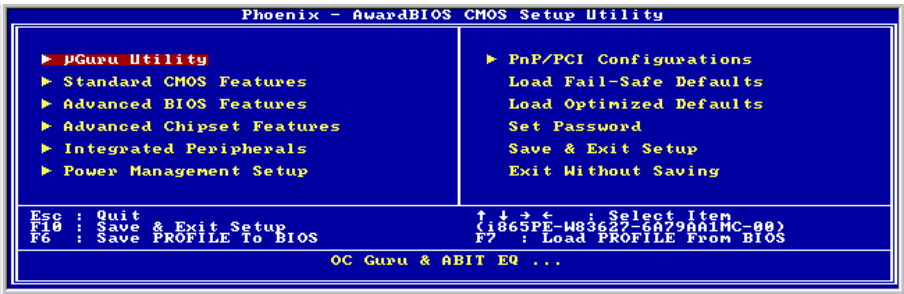 Phoenix - AwardBIOS CMOS Setup Utility
► µGuru Utility
► Standard CMOS Features
► Advanced BIOS Features
► Advanced Chipset Features
► Integrated Peripherals
► Power Management Setup
► PnP/PCI Configurations
Load Fail-Safe Defaults
Load Optimized Defaults
Set Password
Save & Exit Setup
Exit Without Saving
Esc : Quit
F10 : Save & Exit Setup
F6 : Save PROFILE To BIOS
↑ ↓ → ← : Select Item
(i865PE-W83627-6A79AA1MC-00)
F7 : Load PROFILE From BIOS
OC Guru & ABIT EQ ...